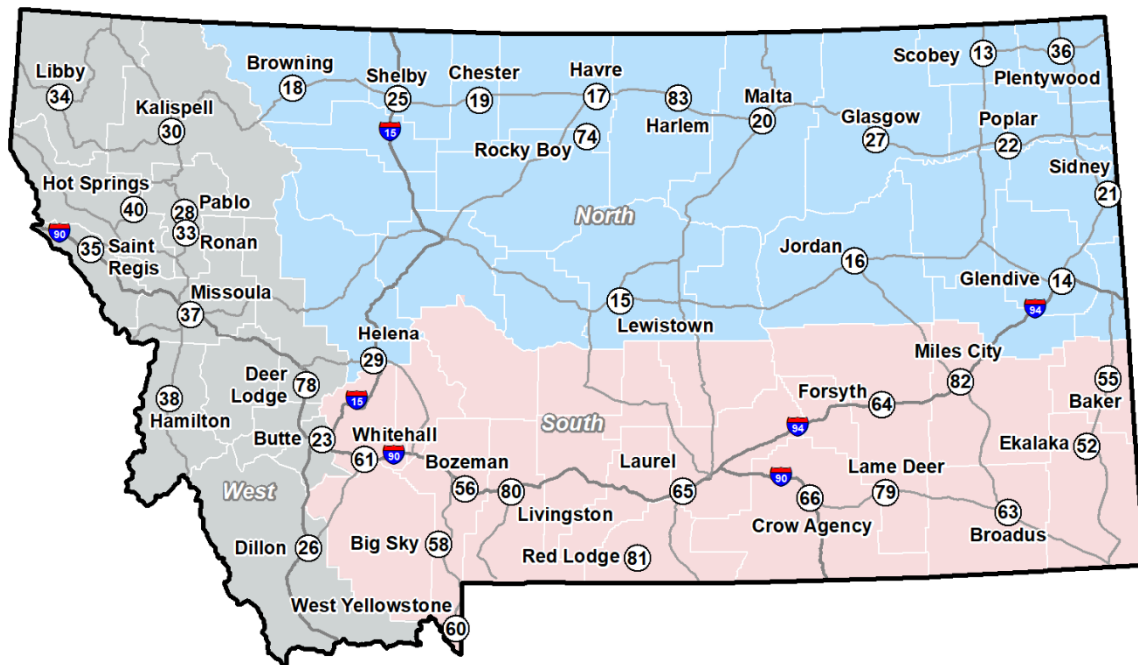 Scobey
13
36
Plentywood
Libby
34
Browning
18
Shelby
25
Chester
19
Havre
17
83
Harlem
Malta
20
Kalispell
30
15
Rocky Boy
74
Glasgow
27
Poplar
22
Sidney
21
Hot Springs
40
Pablo
28
33
Ronan
North
90
35
Saint
Regis
Jordan
16
Glendive
14
Missoula
37
15
Lewistown
94
Helena
29
Miles City
82
Deer
Lodge
78
38
Hamilton
15
Forsyth
64
55
Baker
94
South
Butte
23
Whitehall
61
90
Ekalaka
52
Bozeman
56
80
Livingston
Laurel
65
90
66
Crow Agency
Lame Deer
79
63
Broadus
West
Dillon
26
Big Sky
58
Red Lodge
81
West Yellowstone
60